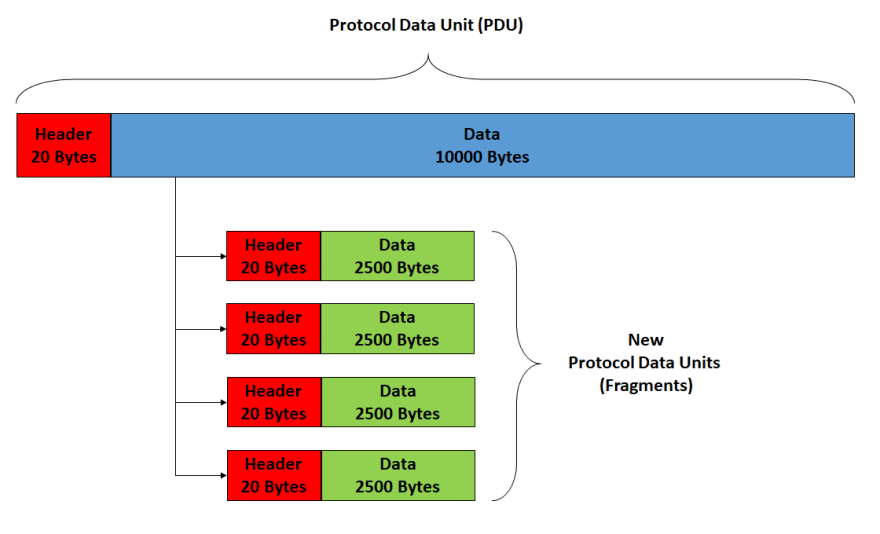 Protocol Data Unit (PDU)
Header
20 Bytes
Data
10000 Bytes
Header
20 Bytes
Data
2500 Bytes
Header
20 Bytes
Data
2500 Bytes
New
Protocol Data Units
(Fragments)
Header
20 Bytes
Data
2500 Bytes
Header
20 Bytes
Data
2500 Bytes